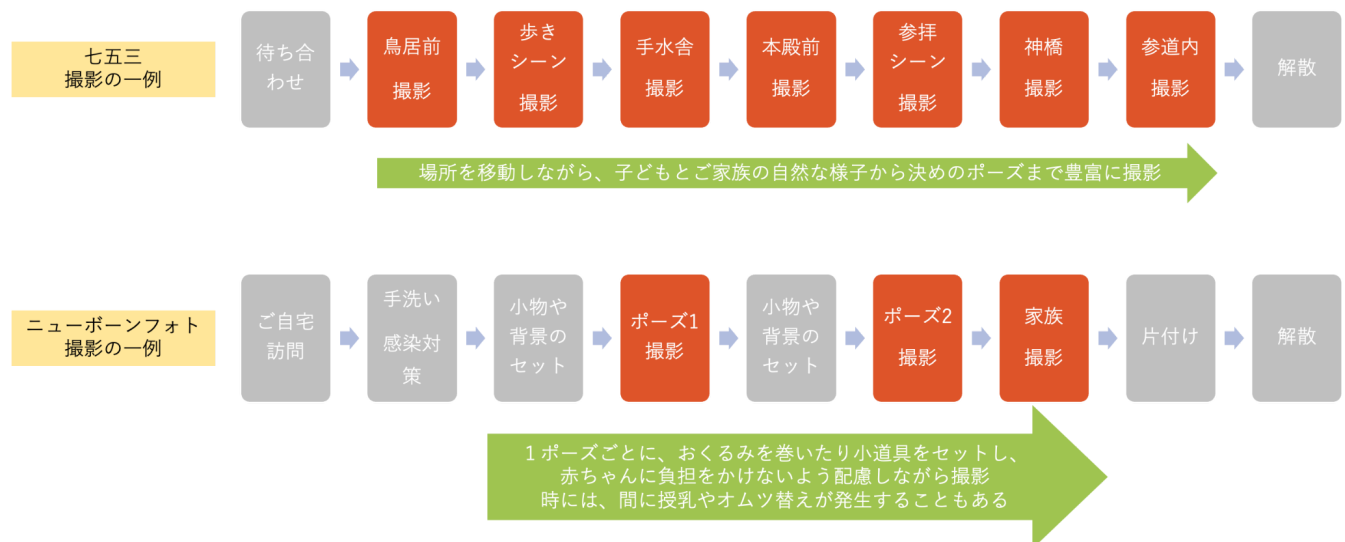 七五三
撮影の一例
待ち合
わせ
鳥居前
撮影
歩き
シーン
撮影
手水舎
撮影
本殿前
撮影
参拝
シーン
撮影
神橋
撮影
参道内
撮影
解散
場所を移動しながら、子どもとご家族の自然な様子から決めのポーズまで豊富に撮影
ニューボーンフォト
撮影の一例
ご自宅
訪問
手洗い
感染対
策
小物や
背景の
セット
ポーズ1
撮影
小物や
背景の
セット
ポーズ2
撮影
家族
撮影
片付け
解散
1ポーズごとに、おくるみを巻いたり小道具をセットし、
赤ちゃんに負担をかけないよう配慮しながら撮影
時には、間に授乳やオムツ替えが発生することもある